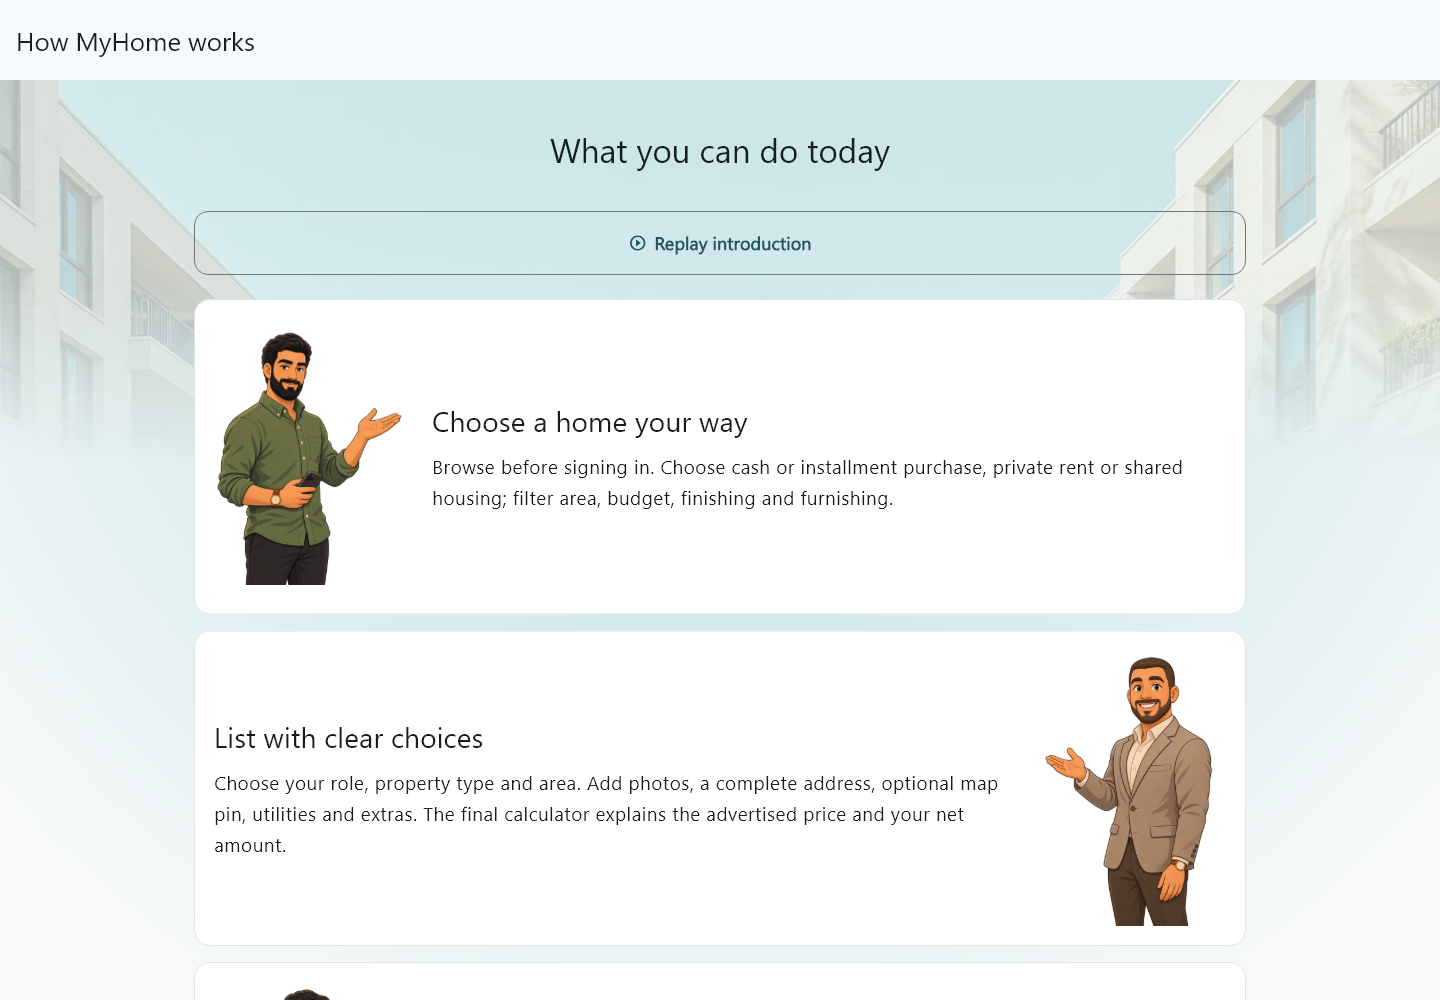 How MyHome works
What you can do today
Replay introduction
Choose a home your way
Browse before signing in. Choose cash or installment purchase, private rent or shared
housing; filter area, budget, finishing and furnishing.
List with clear choices
Choose your role, property type and area. Add photos, a complete address, optional map
pin, utilities and extras. The final calculator explains the advertised price and your net
amount.